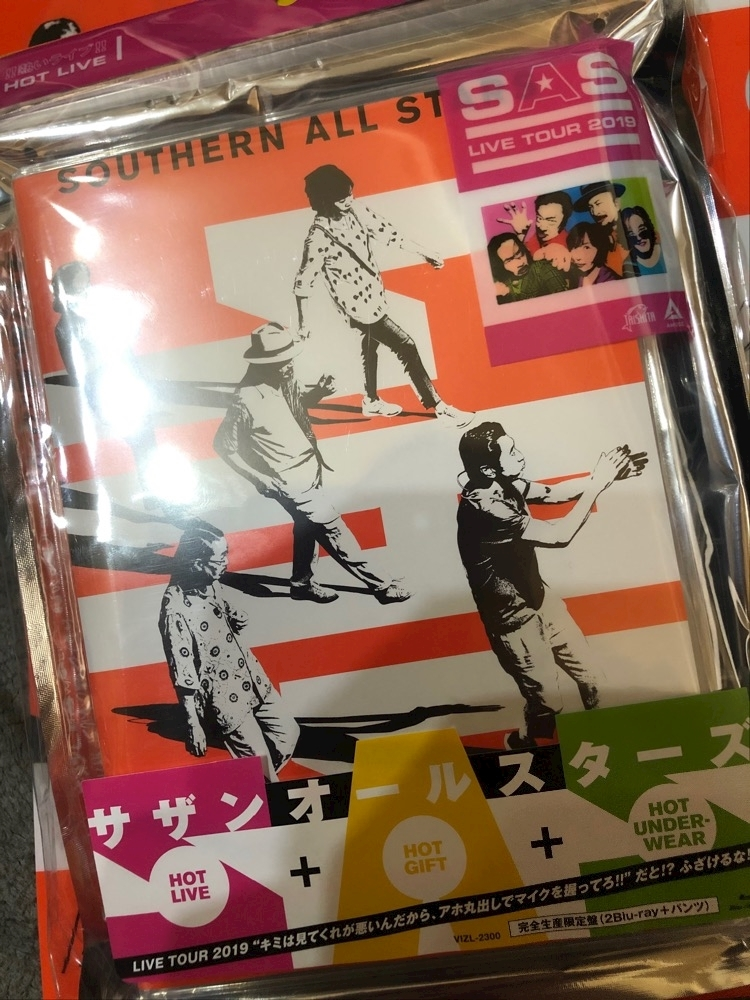 HOT LIVE
SOUTHERN ALL ST
SAS
LIVE TOUR 2019
TAISHITA
サザンオールスターズ
HOT
LIVE
+
HOT
GIFT
+
HOT
UNDER-
WEAR
LIVE TOUR 2019 “キミは見てくれが悪いんだから、アホ丸出しでマイクを握ってろ!!” だと!? ふざけるな!
VIZL-2300
完全生産限定盤(2Blu-ray+パンツ)